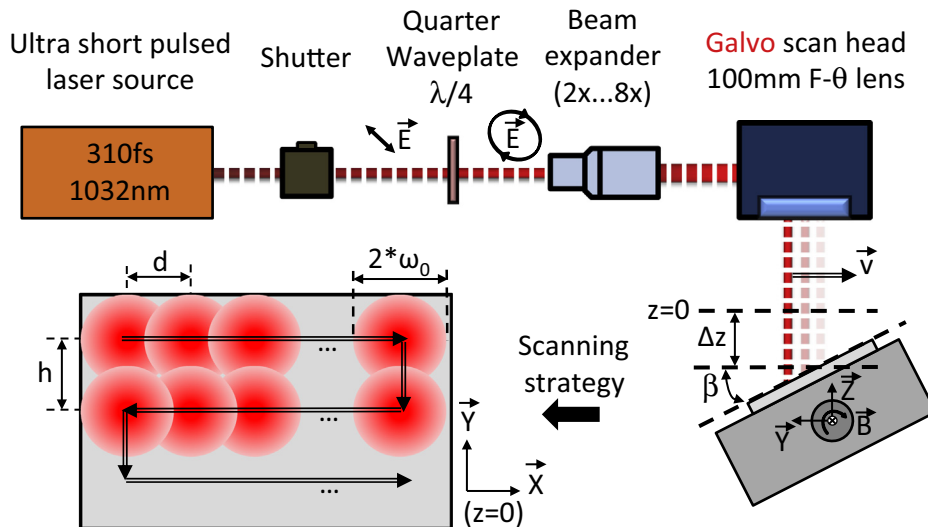 Ultra short pulsed
laser source
Shutter
Quarter
Waveplate
λ/4
Beam
expander
(2x...8x)
Galvo scan head
100mm F-θ lens
310fs
1032nm
E
E
v
d
2*ω₀
h
...
...
...
Scanning
strategy
Y
X
(z=0)
z=0
Δz
β
Z
Y
B